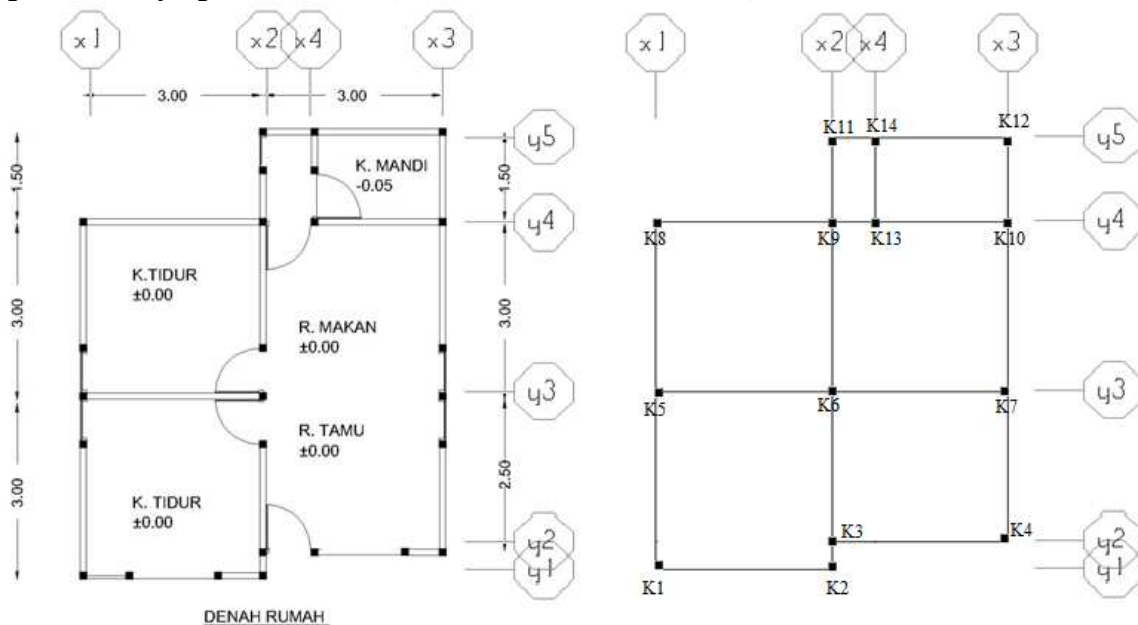 x1 x2 x4 x3
3.00 3.00
y5
1.50 1.50
K. MANDI
-0.05
y4
K.TIDUR
±0.00
3.00 3.00
R. MAKAN
±0.00
y3
R. TAMU
±0.00
3.00 2.50
K. TIDUR
±0.00
y2
y1
DENAH RUMAH
x1 x2 x4 x3
K11 K14 K12
y5
y4
K8 K9 K13 K10
y3
K5 K6 K7
K3 K4
y2
y1
K1 K2